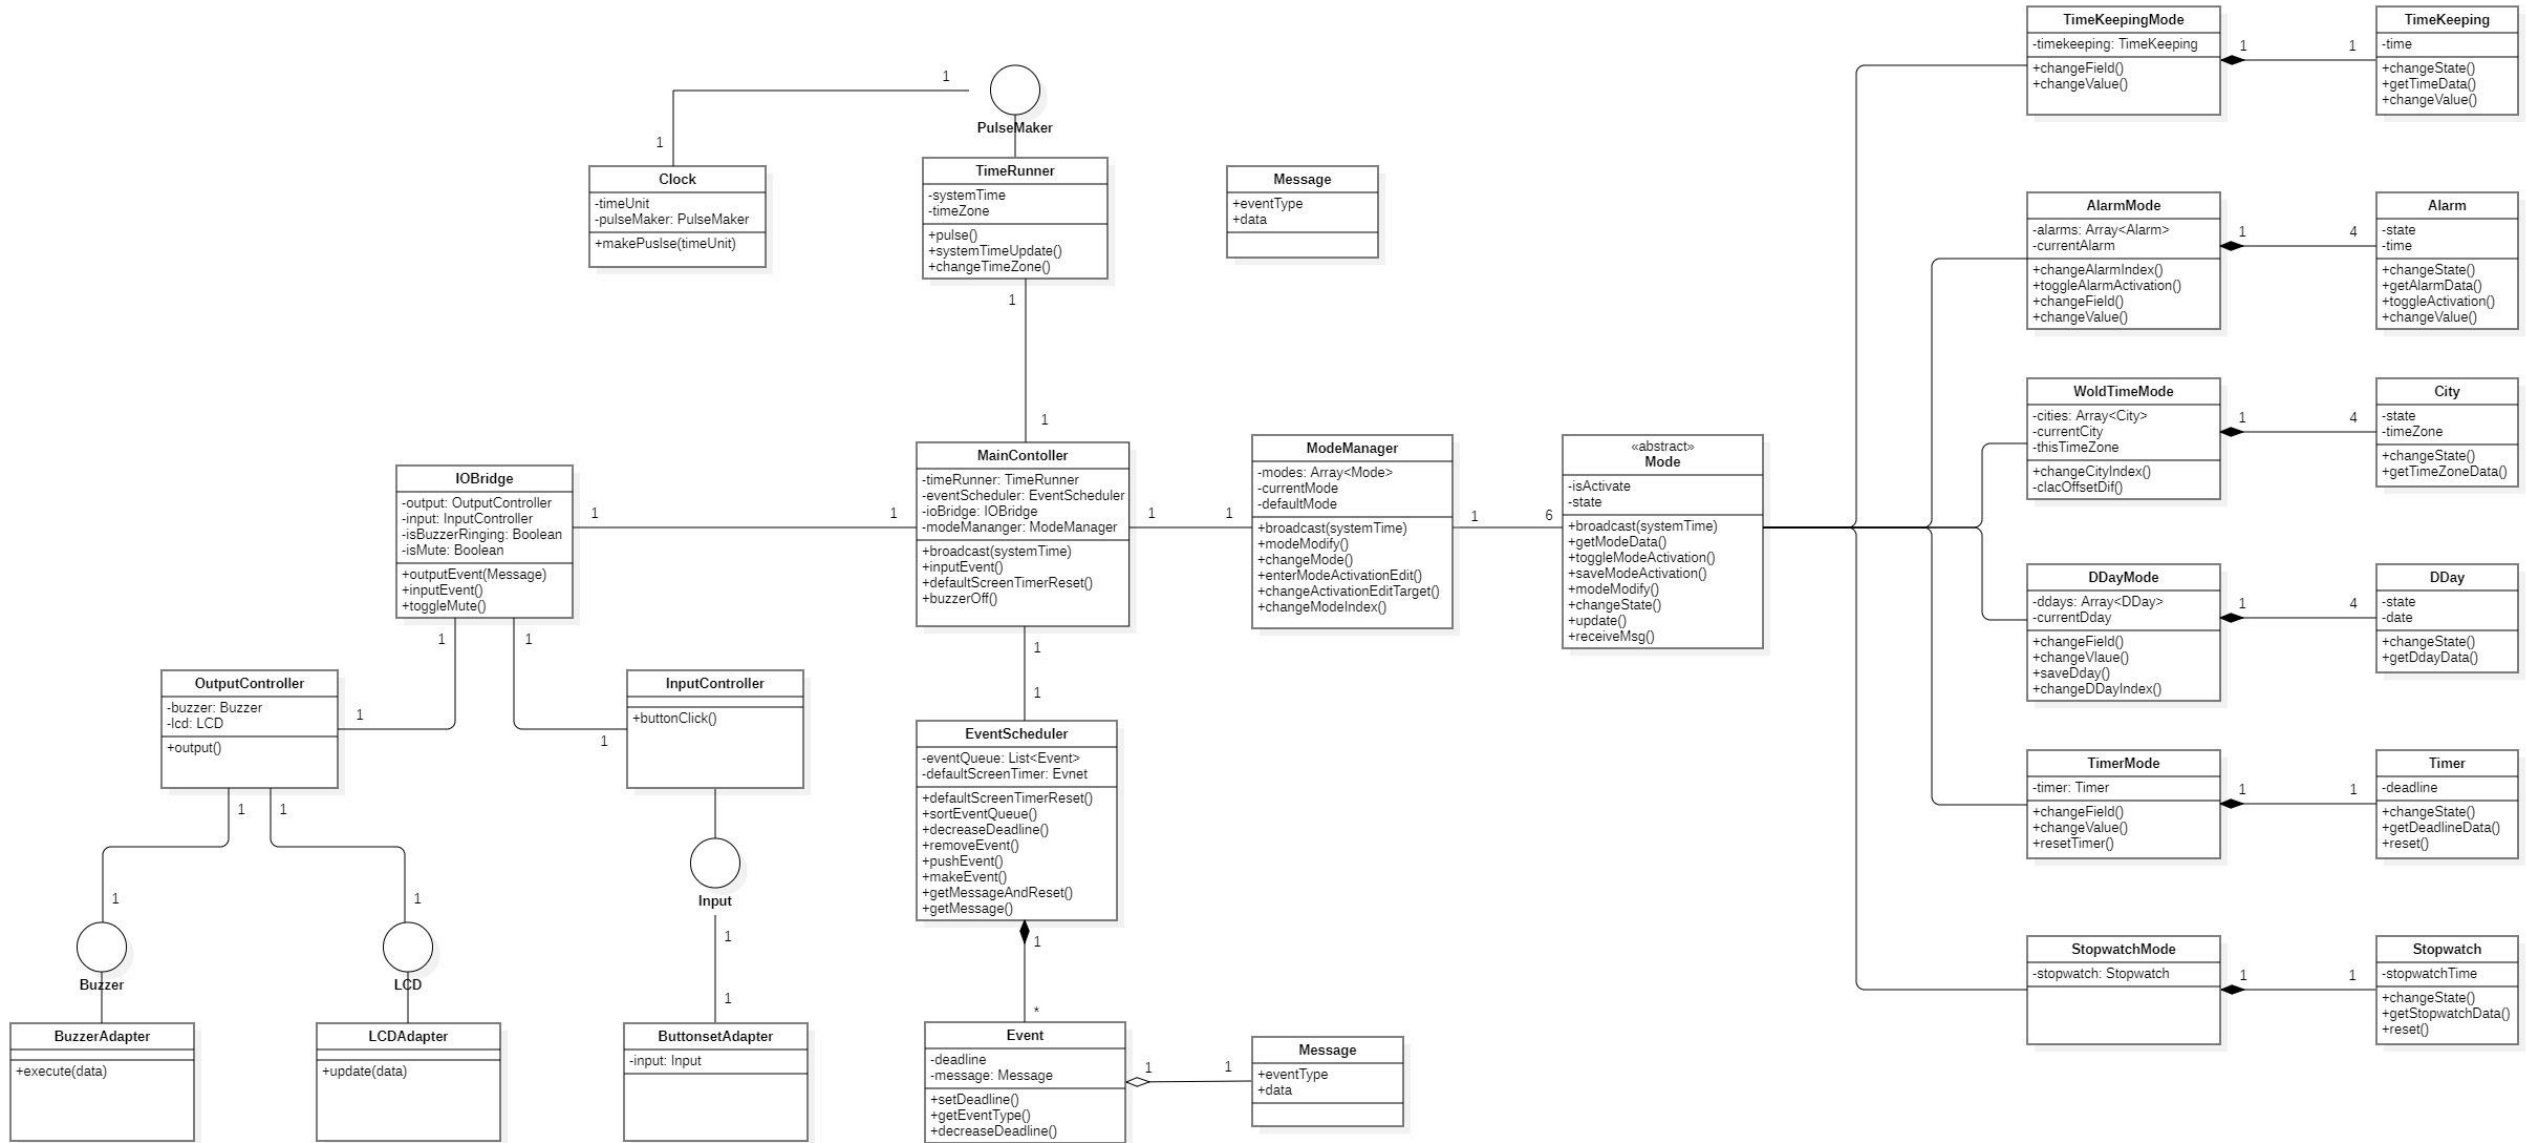 TimeKeepingMode
-timekeeping: TimeKeeping
+changeField()
+changeValue()
1
1
TimeKeeping
-time
+changeState()
+getTimeData()
+changeValue()
1
1
PulseMaker
Clock
-timeUnit
-pulseMaker: PulseMaker
+makePuslse(timeUnit)
TimeRunner
-systemTime
-timeZone
+pulse()
+systemTimeUpdate()
+changeTimeZone()
Message
+eventType
+data
AlarmMode
-alarms: Array<Alarm>
-currentAlarm
+changeAlarmIndex()
+toggleAlarmActivation()
+changeField()
+changeValue()
1
4
Alarm
-state
-time
+changeState()
+getAlarmData()
+toggleActivation()
+changeValue()
1
1
WoldTimeMode
-cities: Array<City>
-currentCity
-thisTimeZone
+changeCityIndex()
-clacOffsetDif()
1
4
City
-state
-timeZone
+changeState()
+getTimeZoneData()
IOBridge
-output: OutputController
-input: InputController
-isBuzzerRinging: Boolean
-isMute: Boolean
+outputEvent(Message)
+inputEvent()
+toggleMute()
1
1
MainContoller
-timeRunner: TimeRunner
-eventScheduler: EventScheduler
-ioBridge: IOBridge
-modeMananger: ModeManager
+broadcast(systemTime)
+inputEvent()
+defaultScreenTimerReset()
+buzzerOff()
1
1
ModeManager
-modes: Array<Mode>
-currentMode
-defaultMode
+broadcast(systemTime)
+modeModify()
+changeMode()
+enterModeActivationEdit()
+changeActivationEditTarget()
+changeModeIndex()
1
6
«abstract»
Mode
-isActivate
-state
+broadcast(systemTime)
+getModeData()
+toggleModeActivation()
+saveModeActivation()
+modeModify()
+changeState()
+update()
+receiveMsg()
DDayMode
-ddays: Array<DDay>
-currentDday
+changeField()
+changeVlaue()
+saveDday()
+changeDDayIndex()
1
4
DDay
-state
-date
+changeState()
+getDdayData()
1
1
1
1
OutputController
-buzzer: Buzzer
-lcd: LCD
+output()
1
1
InputController
+buttonClick()
EventScheduler
-eventQueue: List<Event>
-defaultScreenTimer: Evnet
+defaultScreenTimerReset()
+sortEventQueue()
+decreaseDeadline()
+removeEvent()
+pushEvent()
+makeEvent()
+getMessageAndReset()
+getMessage()
TimerMode
-timer: Timer
+changeField()
+changeValue()
+resetTimer()
1
1
Timer
-deadline
+changeState()
+getDeadlineData()
+reset()
1
1
1
1
Buzzer
LCD
Input
1
1
1
*
StopwatchMode
-stopwatch: Stopwatch
1
1
Stopwatch
-stopwatchTime
+changeState()
+getStopwatchData()
+reset()
BuzzerAdapter
+execute(data)
LCDAdapter
+update(data)
ButtonsetAdapter
-input: Input
Event
-deadline
-message: Message
+setDeadline()
+getEventType()
+decreaseDeadline()
1
1
Message
+eventType
+data